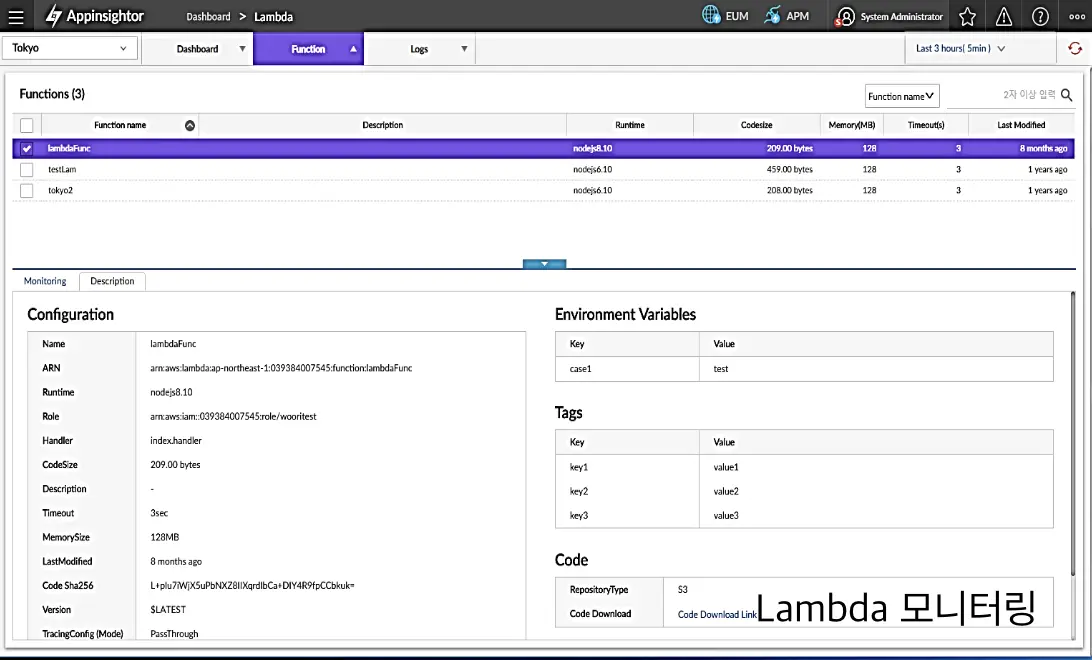 Appinsightor Dashboard > Lambda EUM APM System Administrator
Tokyo Dashboard Function Logs Last 3 hours( 5min )
Functions (3) Function name 2자 이상 입력
Function name Description Runtime Codesize Memory(MB) Timeout(s) Last Modified
lambdaFunc nodejs8.10 209.00 bytes 128 3 8 months ago
testLam nodejs6.10 459.00 bytes 128 3 1 years ago
tokyo2 nodejs6.10 208.00 bytes 128 3 1 years ago
Monitoring Description
Configuration
Name lambdaFunc
ARN arn:aws:lambda:ap-northeast-1:039384007545:function:lambdaFunc
Runtime nodejs8.10
Role arn:aws:iam::039384007545:role/wooritest
Handler index.handler
CodeSize 209.00 bytes
Description -
Timeout 3sec
MemorySize 128MB
LastModified 8 months ago
Code Sha256
Version $LATEST
TracingConfig (Mode) PassThrough
Environment Variables
Key Value
case1 test
Tags
Key Value
key1 value1
key2 value2
key3 value3
Code
RepositoryType S3
Code Download Code Download Link
Lambda 모니터링